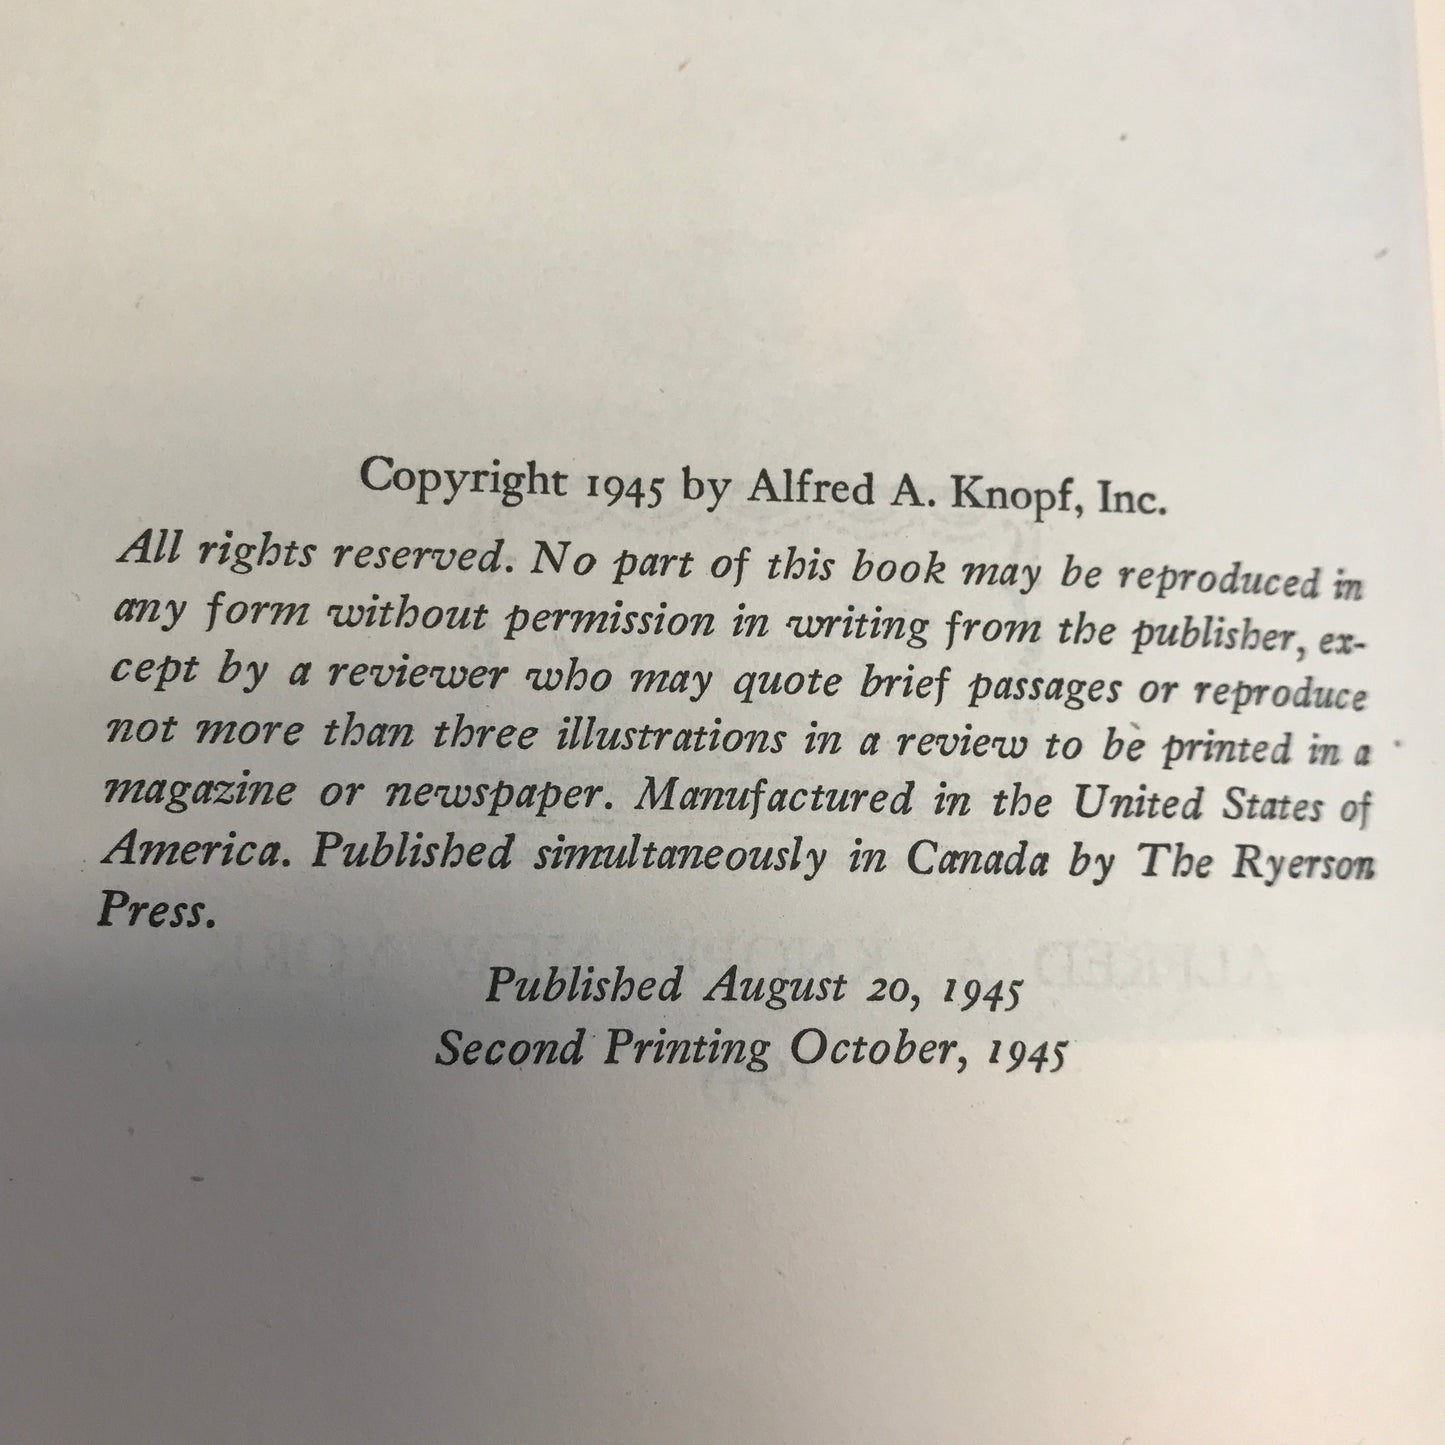 Copyright 1945 by Alfred A. Knopf, Inc.
All rights reserved. No part of this book may be reproduced in
any form without permission in writing from the publisher, ex-
cept by a reviewer who may quote brief passages or reproduce
not more than three illustrations in a review to be printed in a
magazine or newspaper. Manufactured in the United States of
America. Published simultaneously in Canada by The Ryerson
Press.
Published August 20, 1945
Second Printing October, 1945